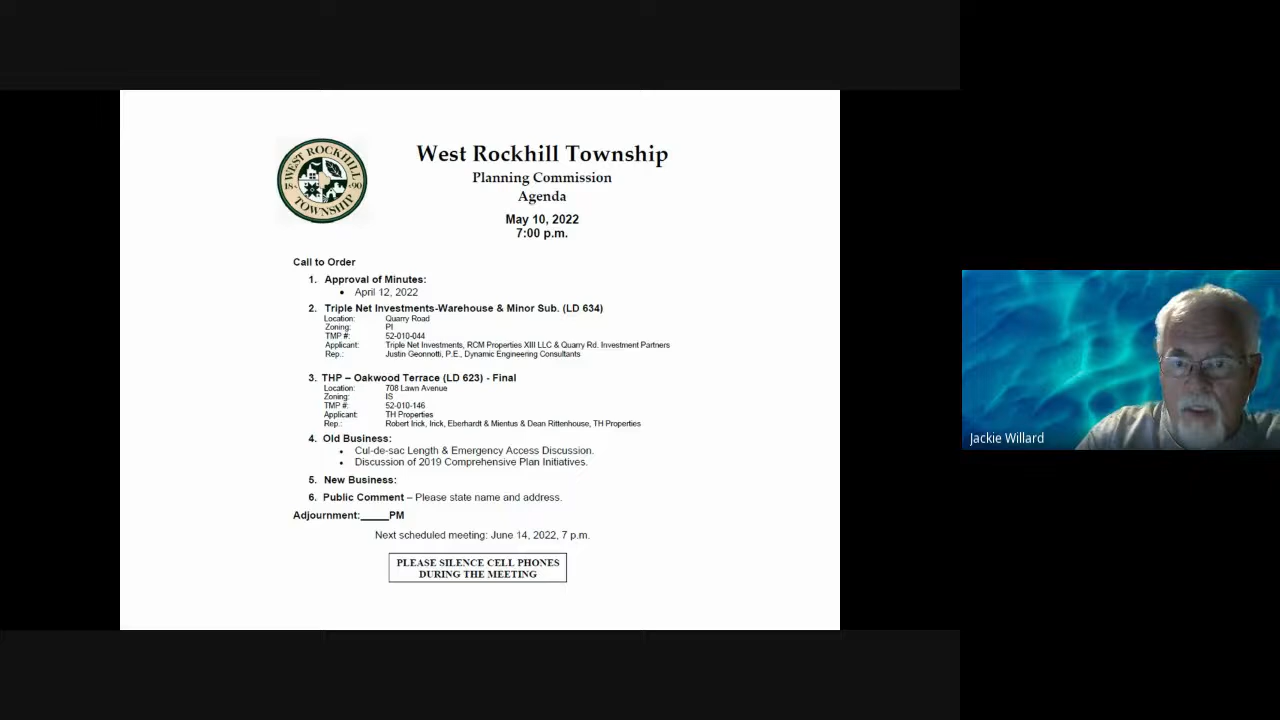 West Rockhill Township
Planning Commission
Agenda
May 10, 2022
7:00 p.m.
WEST ROCKHILL
18 90
TOWNSHIP
Call to Order
1. Approval of Minutes:
• April 12, 2022
2. Triple Net Investments-Warehouse & Minor Sub. (LD 634)
Location: Quarry Road
Zoning: PI
TMP #: 52-010-044
Applicant: Triple Net Investments, RCM Properties XIII LLC & Quarry Rd. Investment Partners
Rep.: Justin Geonnotti, P.E., Dynamic Engineering Consultants
3. THP – Oakwood Terrace (LD 623) - Final
Location: 708 Lawn Avenue
Zoning: IS
TMP #: 52-010-146
Applicant: TH Properties
Rep.: Robert Irick, Irick, Eberhardt & Mientus & Dean Rittenhouse, TH Properties
4. Old Business:
• Cul-de-sac Length & Emergency Access Discussion.
• Discussion of 2019 Comprehensive Plan Initiatives.
5. New Business:
6. Public Comment – Please state name and address.
Adjournment:_____PM
Next scheduled meeting: June 14, 2022, 7 p.m.
PLEASE SILENCE CELL PHONES
DURING THE MEETING
Jackie Willard